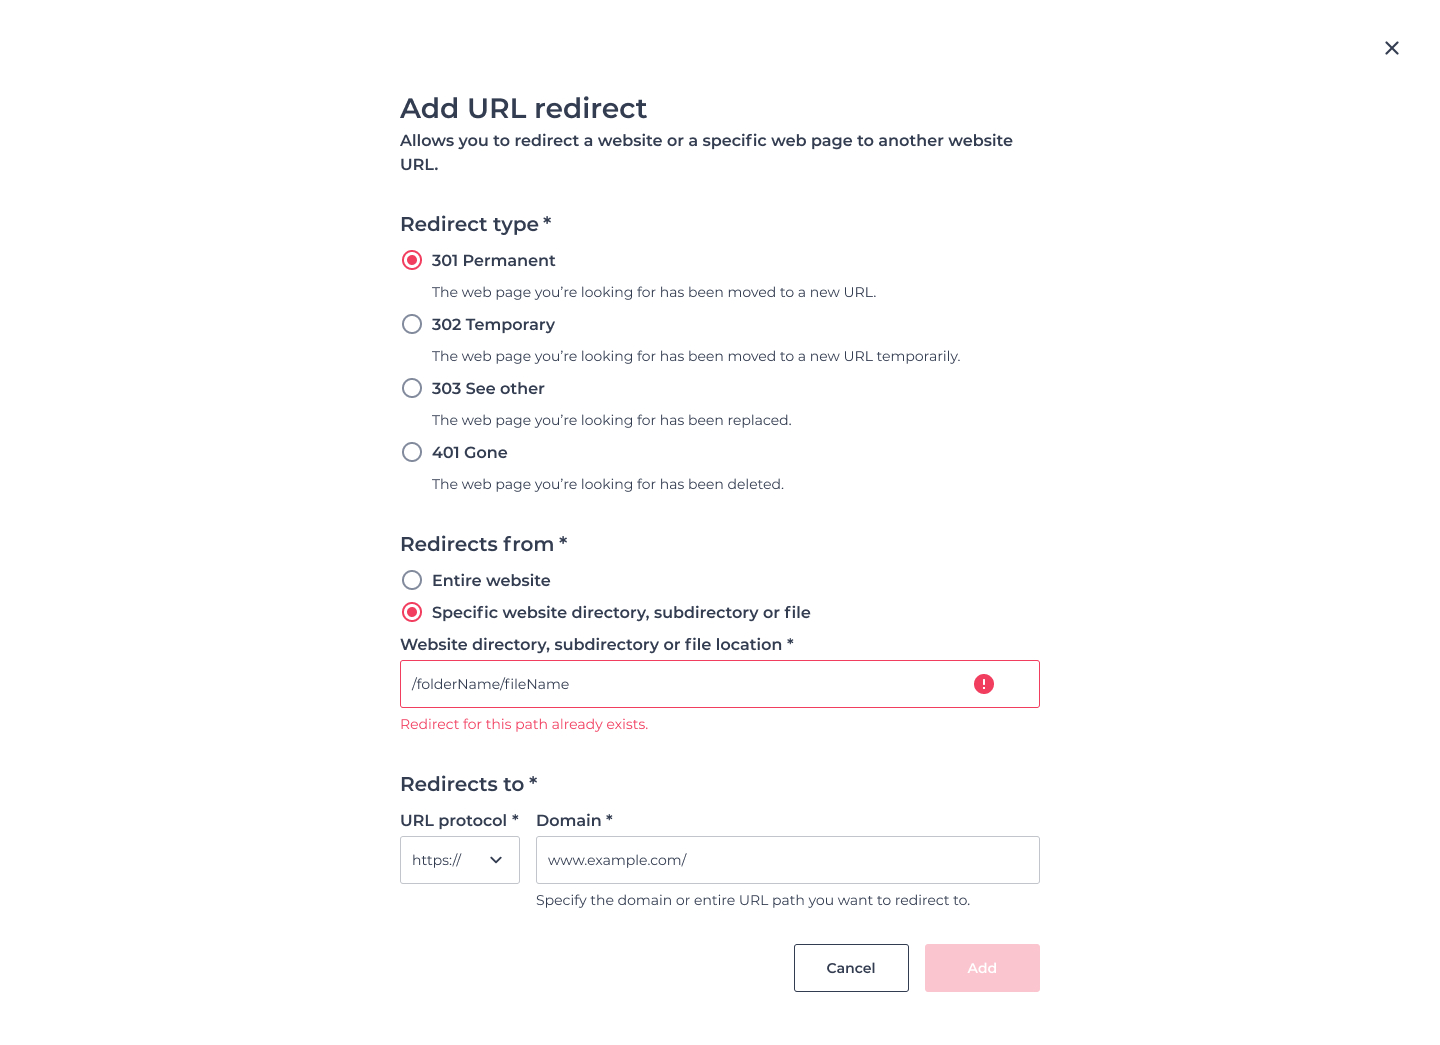 Add URL redirect
Allows you to redirect a website or a specific web page to another website
URL.
Redirect type *
301 Permanent
The web page you’re looking for has been moved to a new URL.
302 Temporary
The web page you’re looking for has been moved to a new URL temporarily.
303 See other
The web page you’re looking for has been replaced.
401 Gone
The web page you’re looking for has been deleted.
Redirects from *
Entire website
Specific website directory, subdirectory or file
Website directory, subdirectory or file location *
/folderName/fileName
Redirect for this path already exists.
Redirects to *
URL protocol * Domain *
https:// www.example.com/
Specify the domain or entire URL path you want to redirect to.
Cancel Add